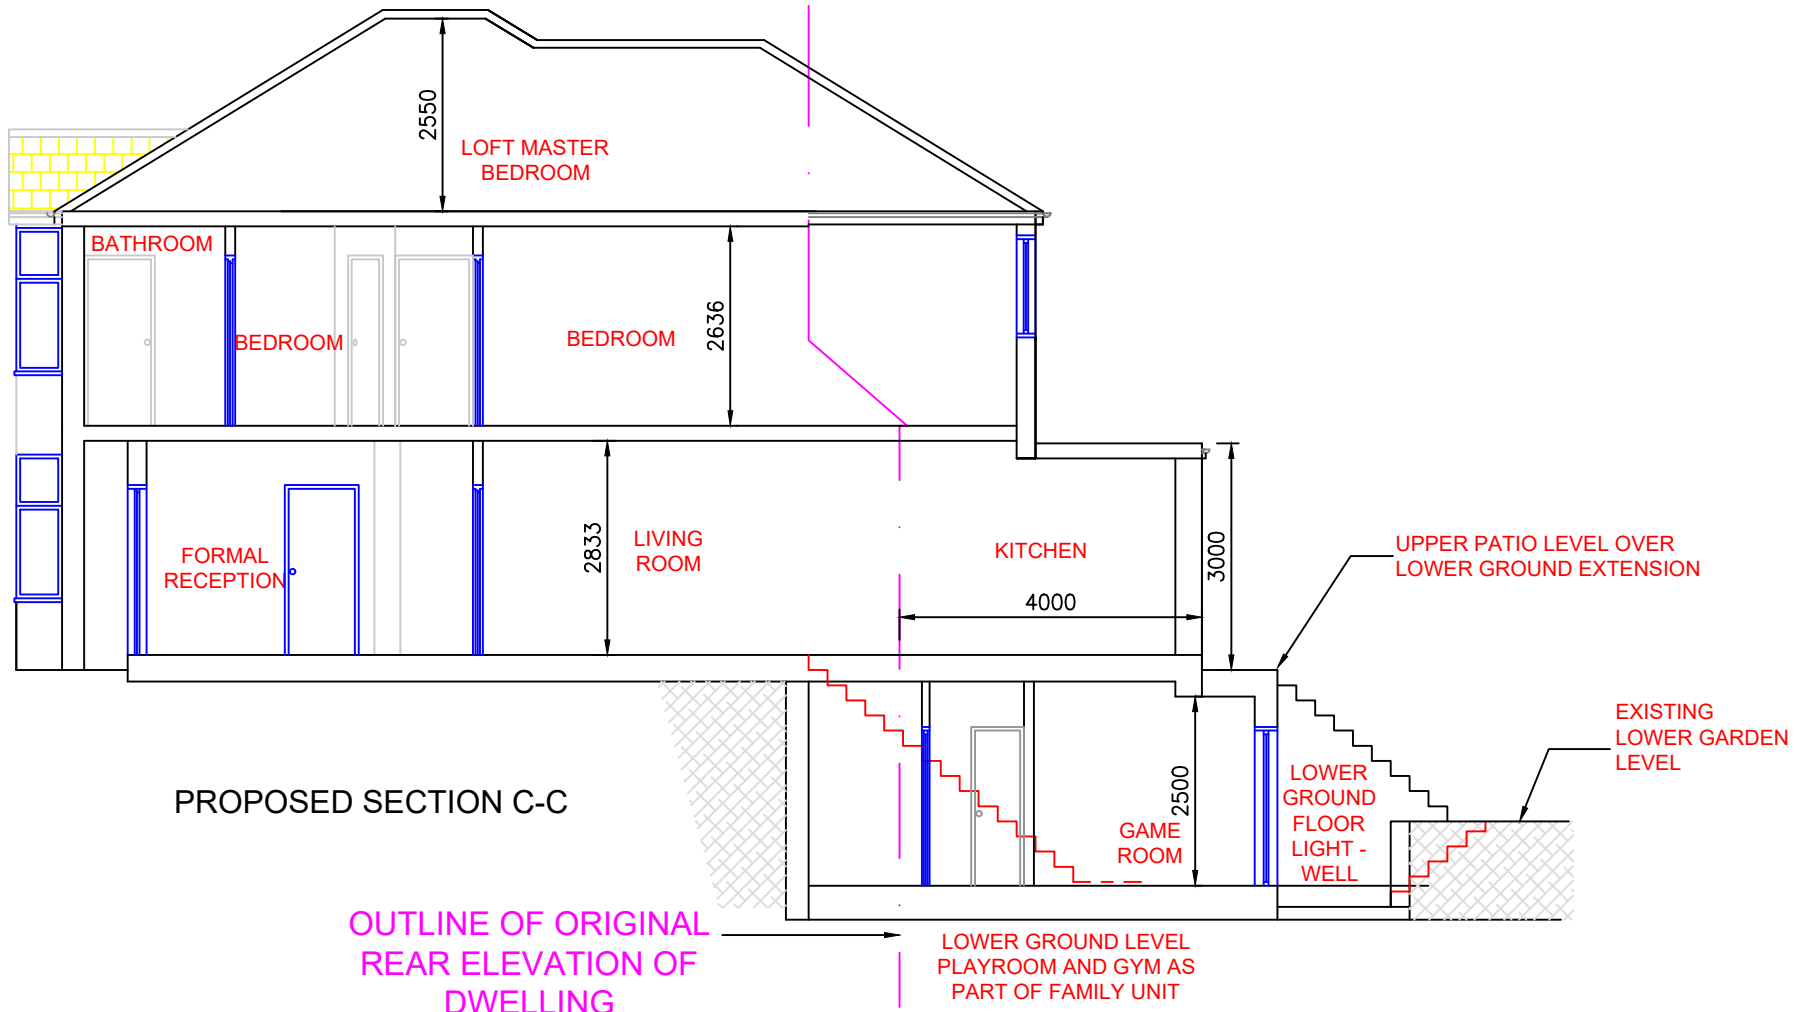 2550
LOFT MASTER
BEDROOM
BATHROOM
BEDROOM
BEDROOM
2636
FORMAL
RECEPTION
2833
LIVING
ROOM
KITCHEN
4000
3000
UPPER PATIO LEVEL OVER
LOWER GROUND EXTENSION
EXISTING
LOWER GARDEN
LEVEL
2500
LOWER
GROUND
FLOOR
LIGHT -
WELL
GAME
ROOM
PROPOSED SECTION C-C
OUTLINE OF ORIGINAL
REAR ELEVATION OF
DWELLING
LOWER GROUND LEVEL
PLAYROOM AND GYM AS
PART OF FAMILY UNIT